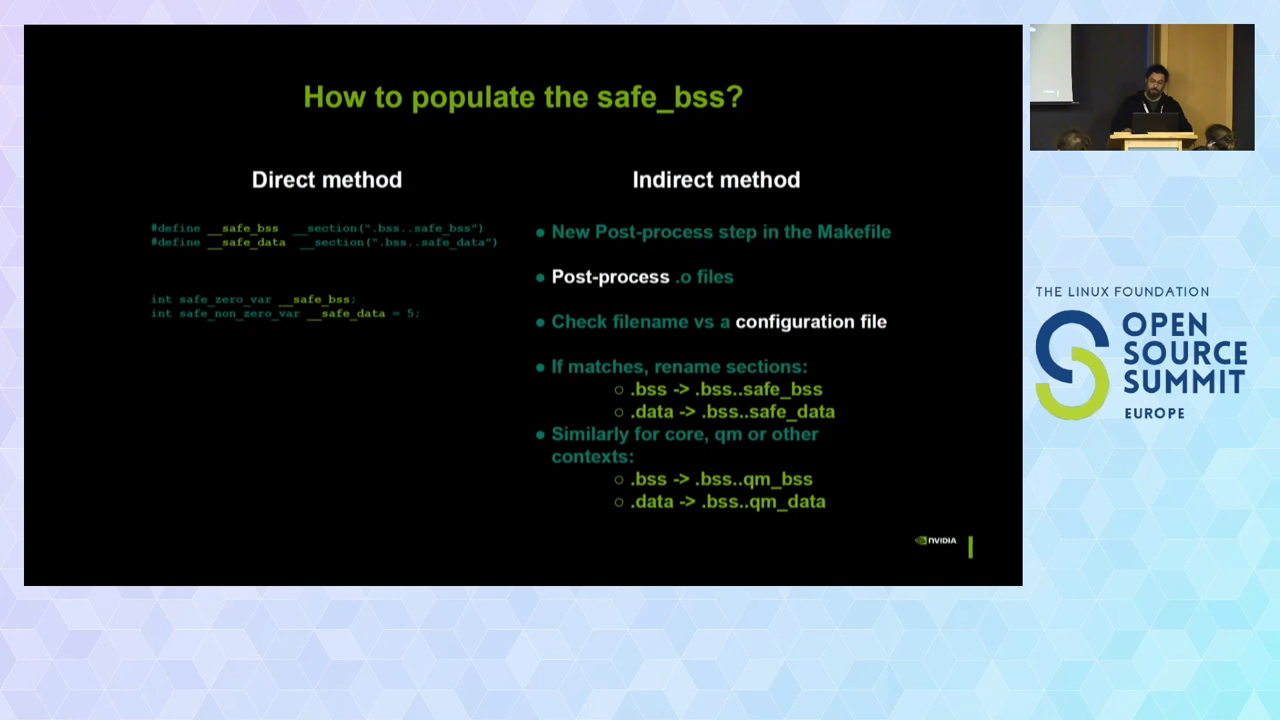 How to populate the safe_bss?
Direct method
#define __safe_bss __section(“.bss..safe_bss”)
#define __safe_data __section(“.bss..safe_data”)
int safe_zero_var __safe_bss;
int safe_non_zero_var __safe_data = 5;
Indirect method
● New Post-process step in the Makefile
● Post-process .o files
● Check filename vs a configuration file
● If matches, rename sections:
○ .bss -> .bss..safe_bss
○ .data -> .bss..safe_data
● Similarly for core, qm or other
contexts:
○ .bss -> .bss..qm_bss
○ .data -> .bss..qm_data
NVIDIA
THE LINUX FOUNDATION
OPEN
SOURCE
SUMMIT
EUROPE